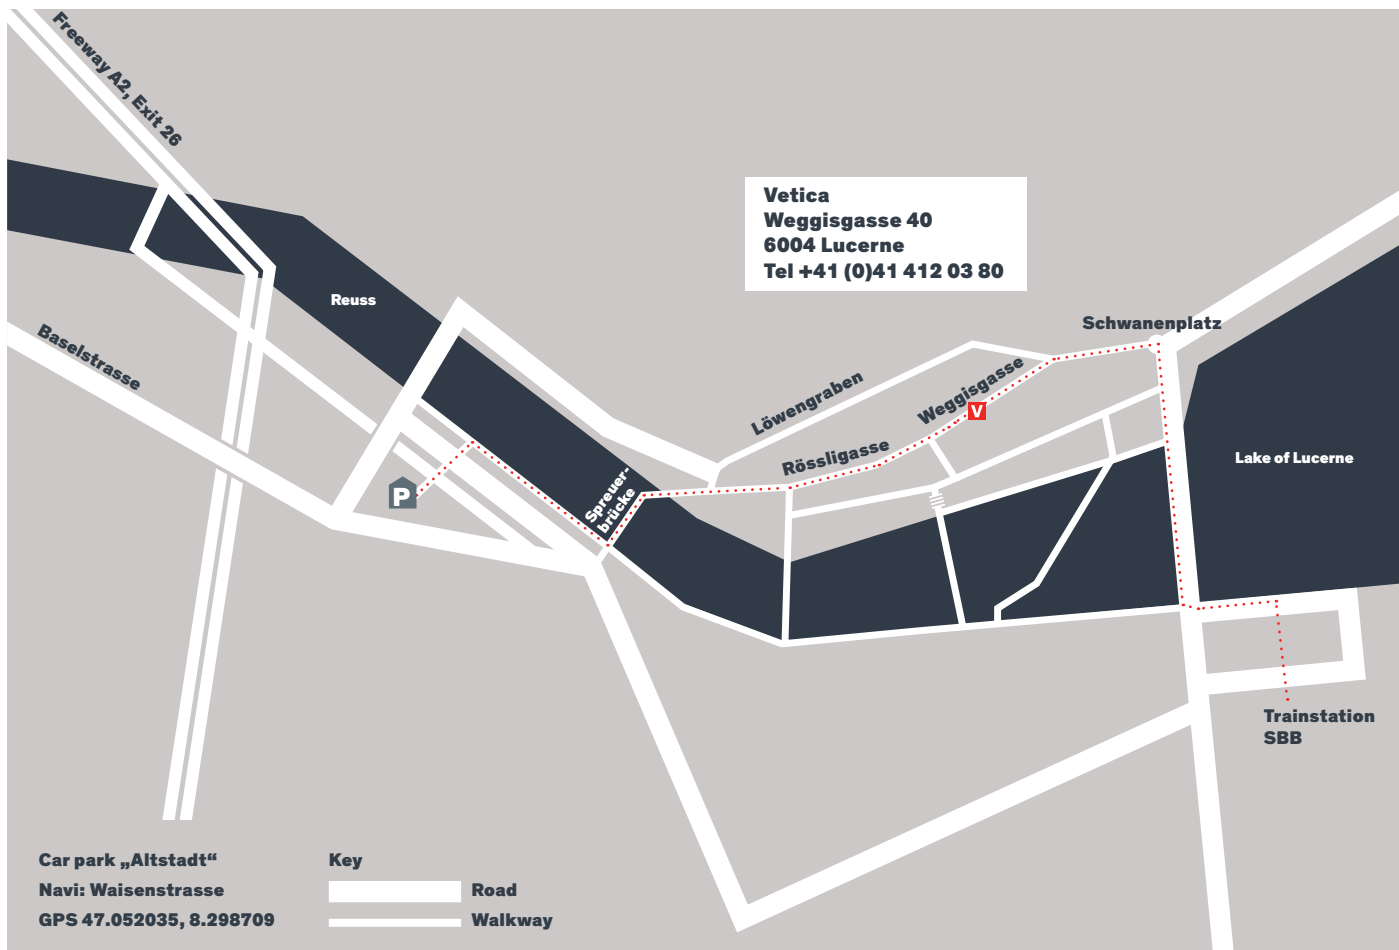 Freeway A2, Exit 26
Vetica
Weggisgasse 40
6004 Lucerne
Tel +41 (0)41 412 03 80
Reuss
Schwanenplatz
Baselstrasse
Löwengraben
Weggisgasse
V
Rössligasse
Lake of Lucerne
P
Spreuer-
brücke
Trainstation
SBB
Car park „Altstadt“
Navi: Waisenstrasse
GPS 47.052035, 8.298709
Key
Road
Walkway